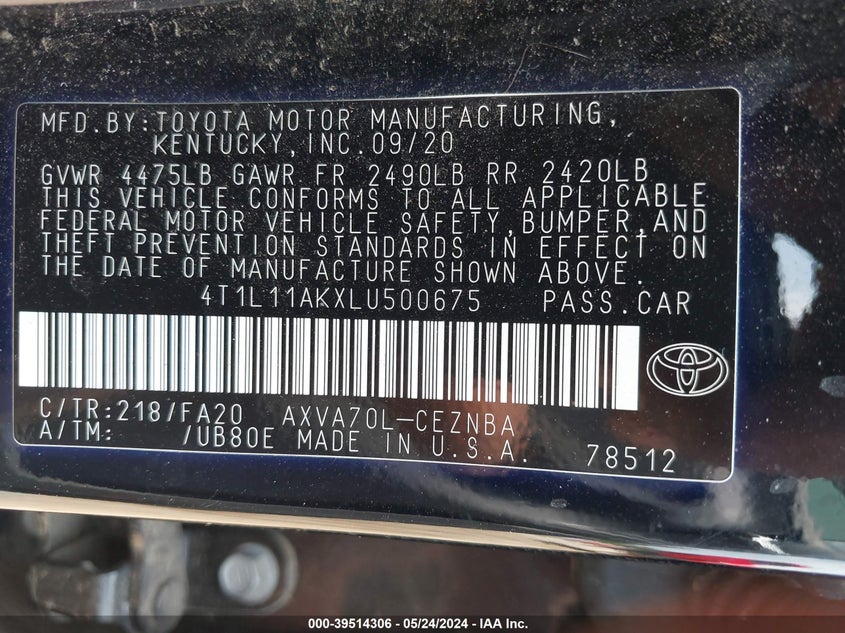 MFD.BY:TOYOTA MOTOR MANUFACTURING,
KENTUCKY,INC.09/20
GVWR 4475LB GAWR FR 2490LB RR 2420LB
THIS VEHICLE CONFORMS TO ALL APPLICABLE
FEDERAL MOTOR VEHICLE SAFETY,BUMPER,AND
THEFT PREVENTION STANDARDS IN EFFECT ON
THE DATE OF MANUFACTURE SHOWN ABOVE.
4T1L11AKXLU500675 PASS.CAR
C/TR:218/FA20 AXVA70L-CEZNBA
A/TM: /UB80E MADE IN U.S.A. 78512
000-39514306 - 05/24/2024 - IAA Inc.